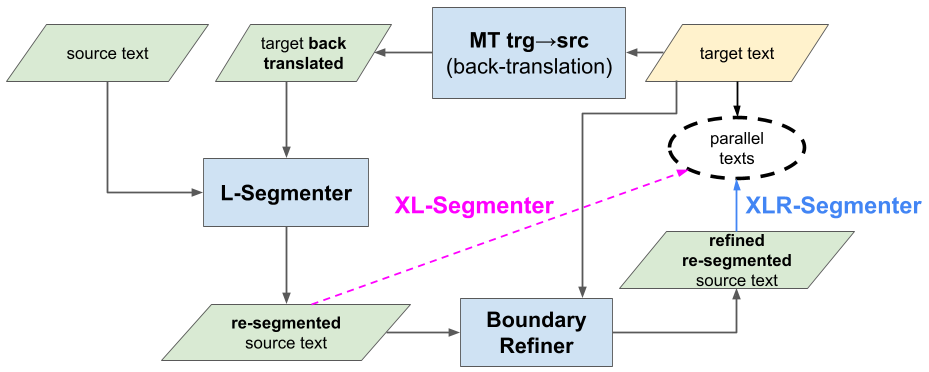 source text
target back
translated
MT trg→src
(back-translation)
target text
parallel
texts
L-Segmenter
XL-Segmenter
XLR-Segmenter
refined
re-segmented
source text
re-segmented
source text
Boundary
Refiner